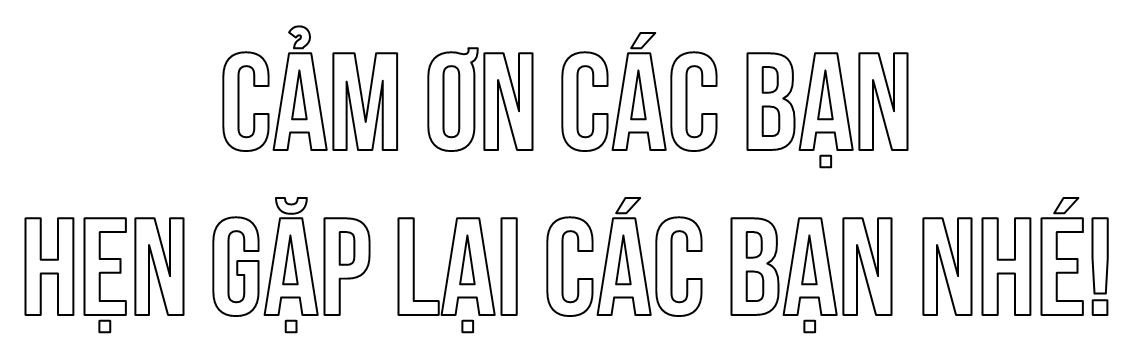 CẢM ƠN CÁC BẠN
HẸN GẶP LẠI CÁC BẠN NHÉ!